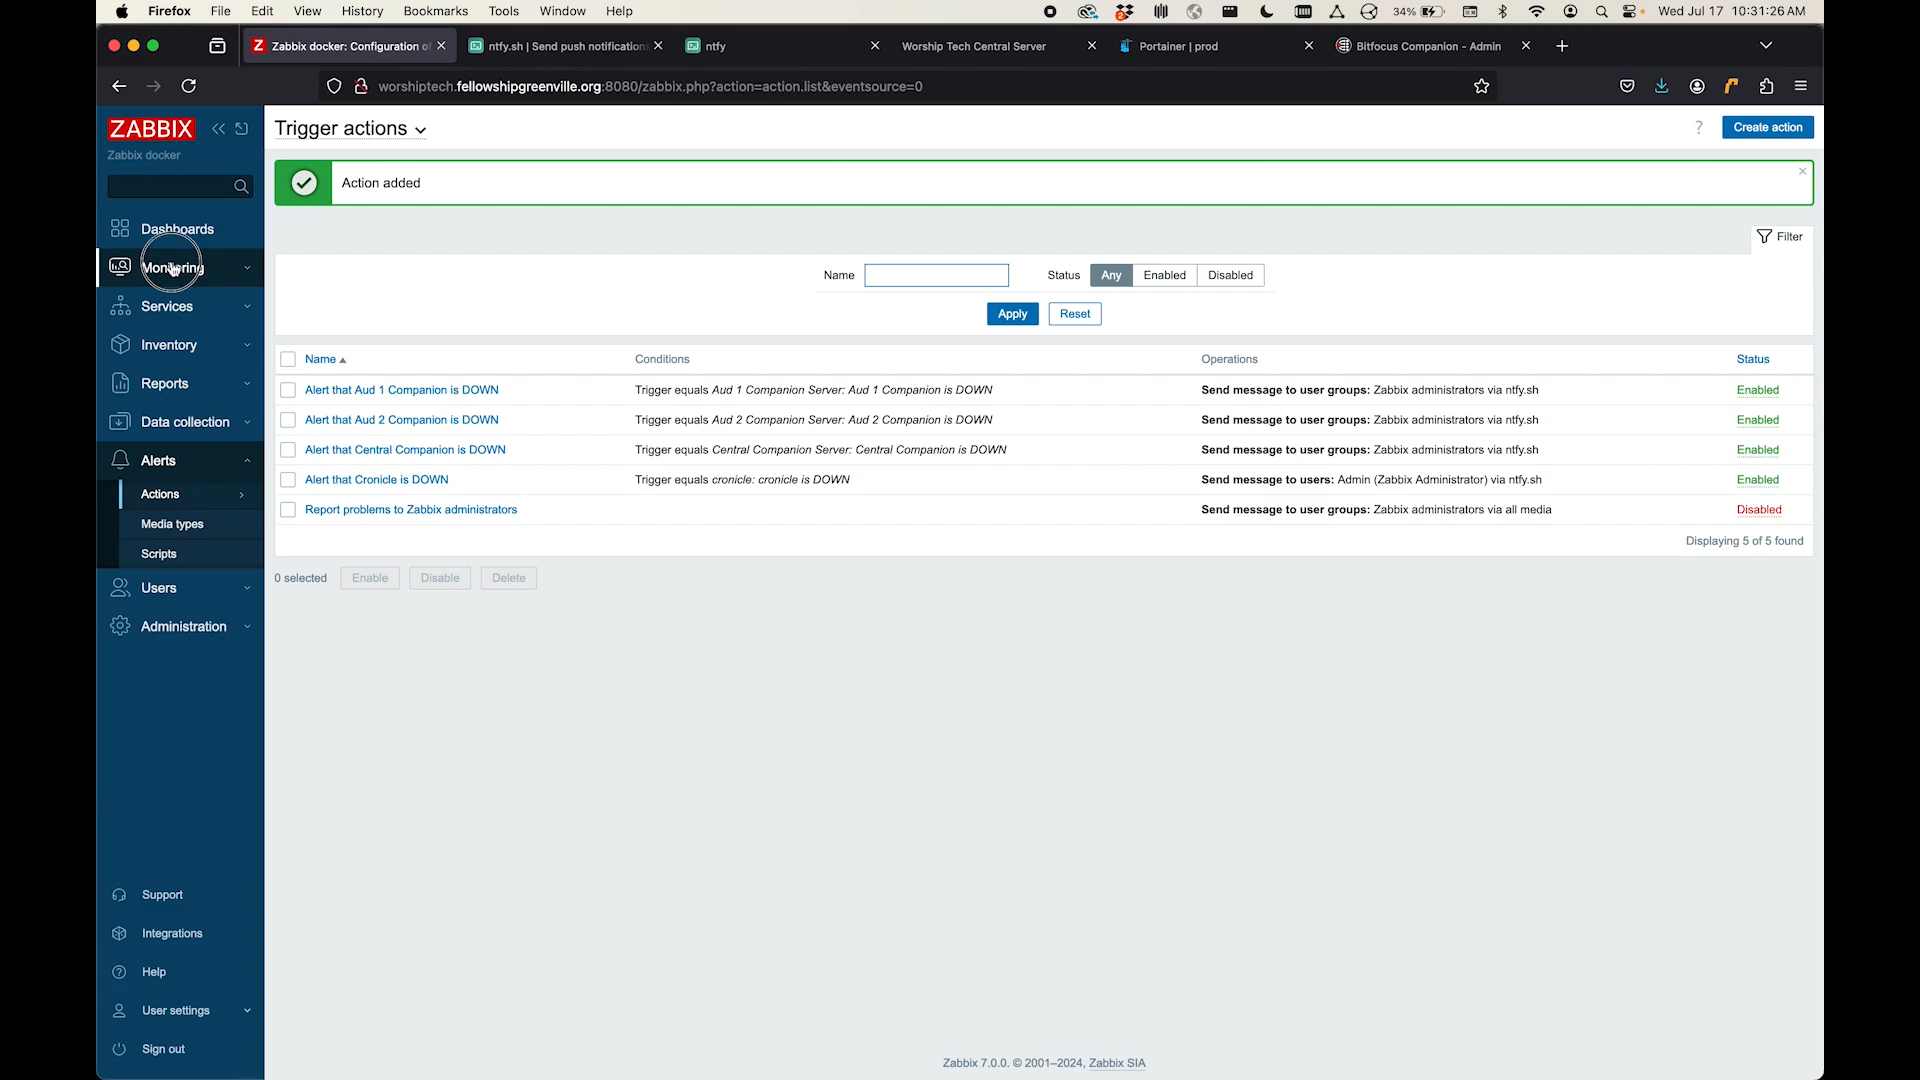 Firefox File Edit View History Bookmarks Tools Window Help 34% Wed Jul 17 10:31:26 AM
Zabbix docker: Configuration of ntfy.sh | Send push notification ntfy Worship Tech Central Server Portainer | prod Bitfocus Companion - Admin
worshiptech.fellowshipgreenville.org:8080/zabbix.php?action=action.list&eventsource=0
ZABBIX
Zabbix docker
Trigger actions
? Create action
Action added
Dashboards
Monitoring
Services
Inventory
Reports
Data collection
Alerts
Actions
Media types
Scripts
Users
Administration
Support
Integrations
Help
User settings
Sign out
Filter
Name Status Any Enabled Disabled
Apply Reset
Name Conditions Operations Status
Alert that Aud 1 Companion is DOWN Trigger equals Aud 1 Companion Server: Aud 1 Companion is DOWN Send message to user groups: Zabbix administrators via ntfy.sh Enabled
Alert that Aud 2 Companion is DOWN Trigger equals Aud 2 Companion Server: Aud 2 Companion is DOWN Send message to user groups: Zabbix administrators via ntfy.sh Enabled
Alert that Central Companion is DOWN Trigger equals Central Companion Server: Central Companion is DOWN Send message to user groups: Zabbix administrators via ntfy.sh Enabled
Alert that Cronicle is DOWN Trigger equals cronicle: cronicle is DOWN Send message to users: Admin (Zabbix Administrator) via ntfy.sh Enabled
Report problems to Zabbix administrators Send message to user groups: Zabbix administrators via all media Disabled
Displaying 5 of 5 found
0 selected Enable Disable Delete
Zabbix 7.0.0. © 2001–2024, Zabbix SIA